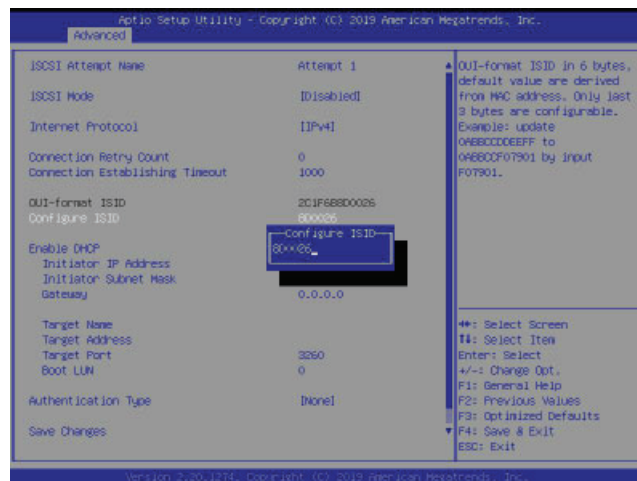 Aptio Setup Utility - Copyright (C) 2019 American Megatrends, Inc.
Advanced
iSCSI Attempt Name Attempt 1
iSCSI Mode [Disabled]
Internet Protocol [IPv4]
Connection Retry Count 0
Connection Establishing Timeout 1000
OUI-format ISID 2C1F6B8D0026
Configure ISID 8D0026
Enable DHCP
Initiator IP Address
Initiator Subnet Mask
Gateway 0.0.0.0
Target Name
Target Address
Target Port 3260
Boot LUN 0
Authentication Type [None]
Save Changes
Configure ISID
OUI-format ISID in 6 bytes,
default value are derived
from MAC address. Only last
3 bytes are configurable.
Example: update
0ABBCCDDEEFF to
0ABBCCF07901 by input
F07901.
: Select Screen
↑↓: Select Item
Enter: Select
+/-: Change Opt.
F1: General Help
F2: Previous Values
F3: Optimized Defaults
F4: Save & Exit
ESC: Exit
Version 2.20.1274. Copyright (C) 2019 American Megatrends, Inc.